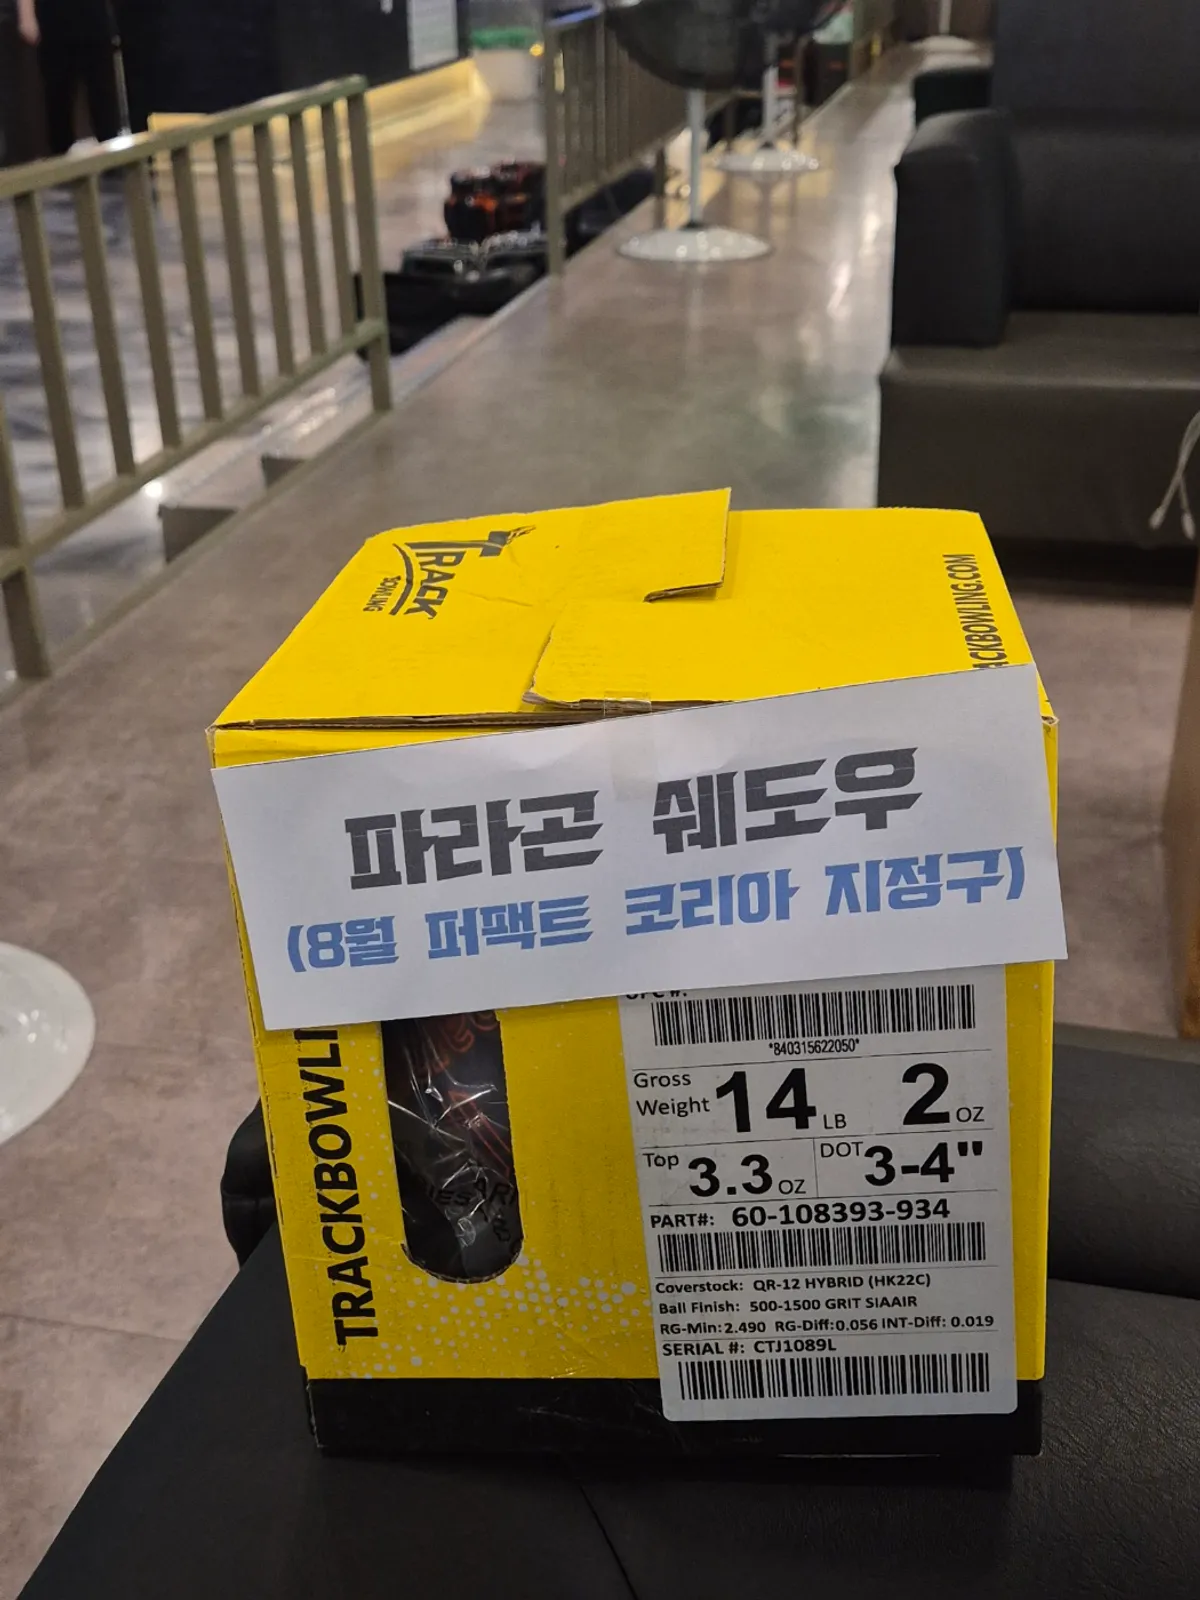 TRACK
BOWLING
ACKBOWLING.COM
파라곤 쉐도우
(8월 퍼팩트 코리아 지정구)
TRACKBOWLI
*840315622050*
Gross Weight 14 LB 2 OZ
Top 3.3 OZ DOT 3-4"
PART#: 60-108393-934
Coverstock: QR-12 HYBRID (HK22C)
Ball Finish: 500-1500 GRIT SIAAIR
RG-Min: 2.490 RG-Diff: 0.056 INT-Diff: 0.019
SERIAL #: CTJ1089L